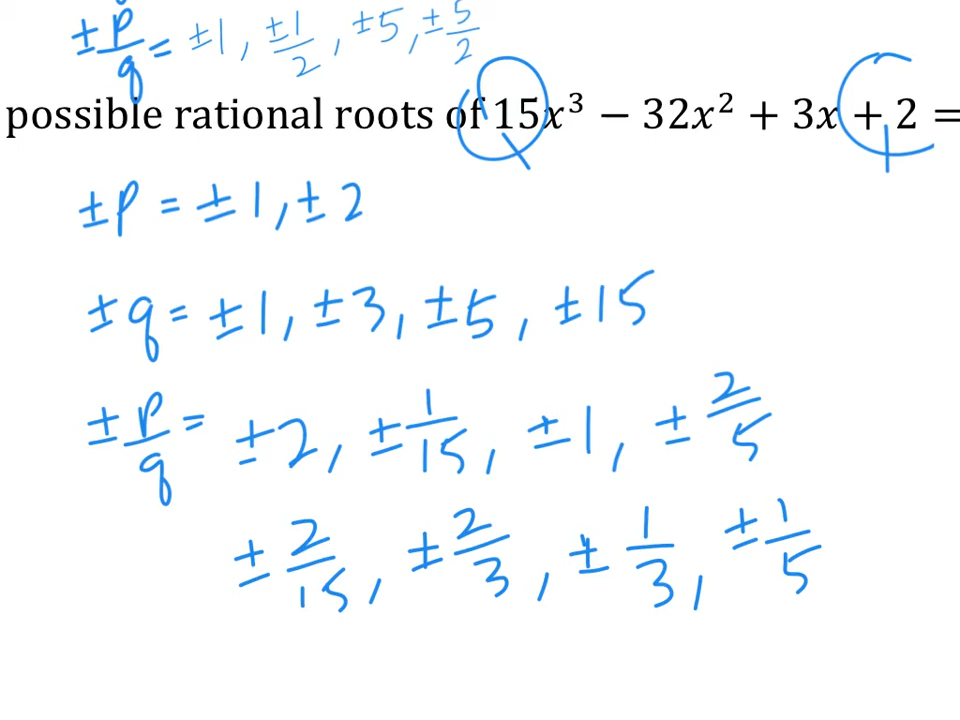 ±p/q = ±1, ±1/2, ±5, ±5/2
possible rational roots of 15x³ − 32x² + 3x + 2 =
±p = ±1, ±2
±q = ±1, ±3, ±5, ±15
±p/q = ±2, ±1/15, ±1, ±2/5
±2/15, ±2/3, ±1/3, ±1/5